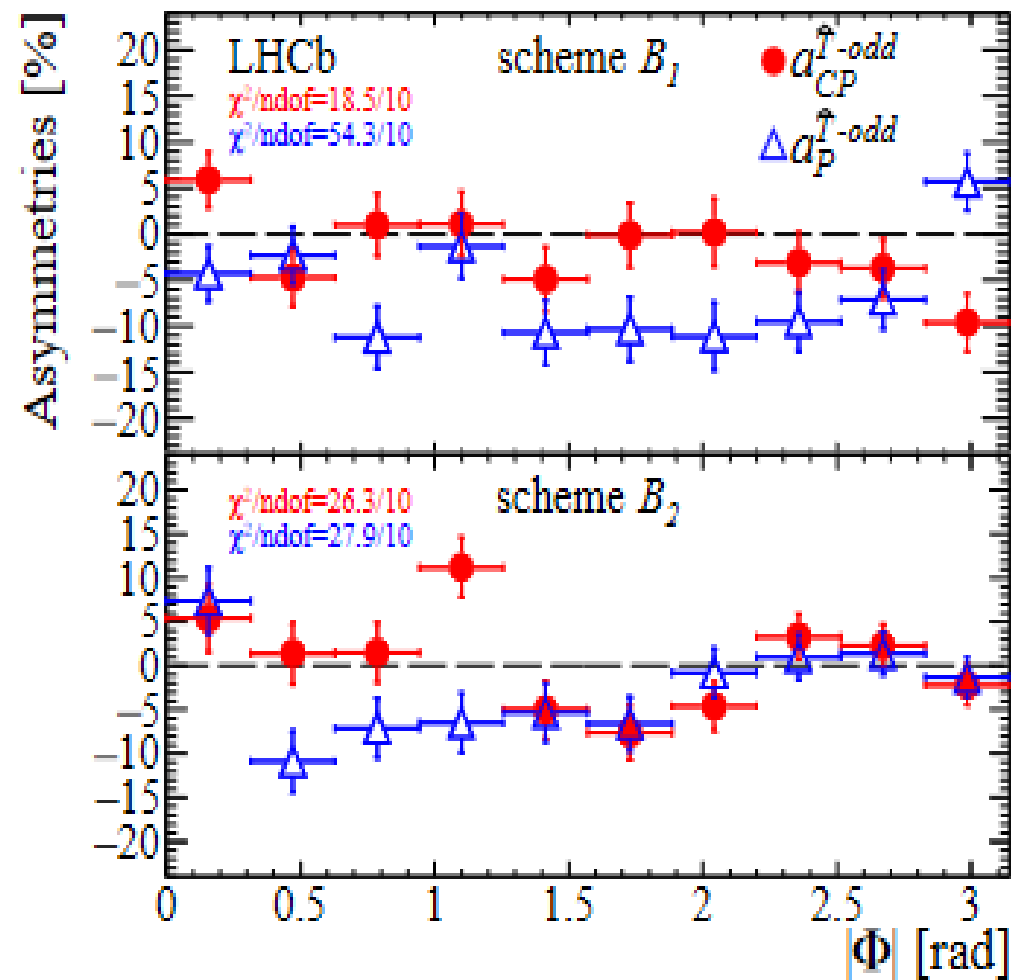 Asymmetries [%]
LHCb
scheme B₁
χ²/ndof=18.5/10
χ²/ndof=54.3/10
a_CP^T̂-odd
a_P^T̂-odd
20
15
10
5
0
−5
−10
−15
−20
scheme B₂
χ²/ndof=26.3/10
χ²/ndof=27.9/10
20
15
10
5
0
−5
−10
−15
−20
0 0.5 1 1.5 2 2.5 3
|Φ| [rad]